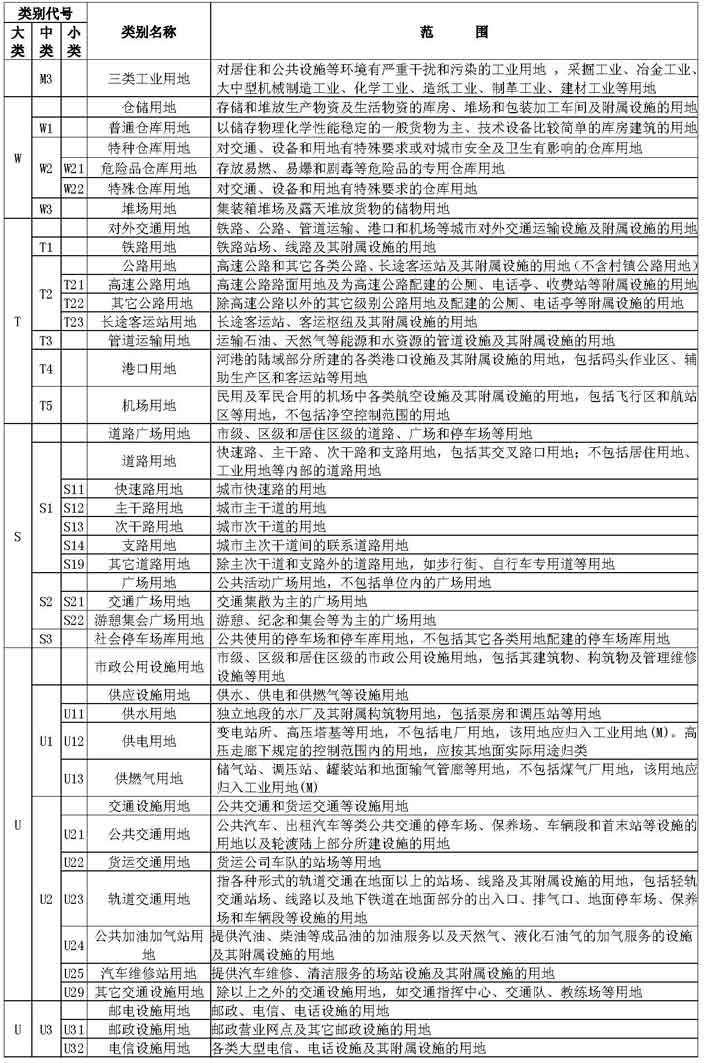 类别代号 类别名称 范 围
大类 中类 小类
M3 三类工业用地 对居住和公共设施等环境有严重干扰和污染的工业用地 ，采掘工业、冶金工业、
大中型机械制造工业、化学工业、造纸工业、制革工业、建材工业等用地
W 仓储用地 存储和堆放生产物资及生活物资的库房、堆场和包装加工车间及附属设施的用地
W1 普通仓库用地 以储存物理化学性能稳定的一般货物为主、技术设备比较简单的库房建筑的用地
W2 特种仓库用地 对交通、设备和用地有特殊要求或对城市安全及卫生有影响的仓库用地
W21 危险品仓库用地 存放易燃、易爆和剧毒等危险品的专用仓库用地
W22 特殊仓库用地 对交通、设备和用地有特殊要求的仓库用地
W3 堆场用地 集装箱堆场及露天堆放货物的储物用地
T 对外交通用地 铁路、公路、管道运输、港口和机场等城市对外交通运输设施及附属设施的用地
T1 铁路用地 铁路站场、线路及其附属设施的用地
T2 公路用地 高速公路和其它各类公路、长途客运站及其附属设施的用地（不含村镇公路用地）
T21 高速公路用地 高速公路路面用地及为高速公路配建的公厕、电话亭、收费站等附属设施的用地
T22 其它公路用地 除高速公路以外的其它级别公路用地及配建的公厕、电话亭等附属设施的用地
T23 长途客运站用地 长途客运站、客运枢纽及其附属设施的用地
T3 管道运输用地 运输石油、天然气等能源和水资源的管道设施及其附属设施的用地
T4 港口用地 河港的陆域部分所建的各类港口设施及其附属设施的用地，包括码头作业区、辅
助生产区和客运站等用地
T5 机场用地 民用及军民合用的机场中各类航空设施及其附属设施的用地，包括飞行区和航站
区等用地，不包括净空控制范围的用地
S 道路广场用地 市级、区级和居住区级的道路、广场和停车场等用地
S1 道路用地 快速路、主干路、次干路和支路用地，包括其交叉路口用地；不包括居住用地、
工业用地等内部的道路用地
S11 快速路用地 城市快速路的用地
S12 主干路用地 城市主干道的用地
S13 次干路用地 城市次干道的用地
S14 支路用地 城市主次干道间的联系道路用地
S19 其它道路用地 除主次干道和支路外的道路用地，如步行街、自行车专用道等用地
S2 广场用地 公共活动广场用地，不包括单位内的广场用地
S21 交通广场用地 交通集散为主的广场用地
S22 游憩集会广场用地 游憩、纪念和集会等为主的广场用地
S3 社会停车场库用地 公共使用的停车场和停车库用地，不包括其它各类用地配建的停车场库用地
U 市政公用设施用地 市级、区级和居住区级的市政公用设施用地，包括其建筑物、构筑物及管理维修
设施等用地
U1 供应设施用地 供水、供电和供燃气等设施用地
U11 供水用地 独立地段的水厂及其附属构筑物用地，包括泵房和调压站等用地
U12 供电用地 变电站所、高压塔基等用地，不包括电厂用地，该用地应归入工业用地(M)。高
压走廊下规定的控制范围内的用地，应按其地面实际用途归类
U13 供燃气用地 储气站、调压站、罐装站和地面输气管廊等用地，不包括煤气厂用地，该用地应
归入工业用地(M)
U2 交通设施用地 公共交通和货运交通等设施用地
U21 公共交通用地 公共汽车、出租汽车等类公共交通的停车场、保养场、车辆段和首末站等设施的
用地以及轮渡陆上部分所建设施的用地
U22 货运交通用地 货运公司车队的站场等用地
U23 轨道交通用地 指各种形式的轨道交通在地面以上的站场、线路及其附属设施的用地，包括轻轨
交通站场、线路以及地下铁道在地面部分的出入口、排气口、地面停车场、保养
场和车辆段等设施的用地
U24 公共加油加气站用地 提供汽油、柴油等成品油的加油服务以及天然气、液化石油气的加气服务的设施
及其附属设施的用地
U25 汽车维修站用地 提供汽车维修、清洁服务的场站设施及其附属设施的用地
U29 其它交通设施用地 除以上之外的交通设施用地，如交通指挥中心、交通队、教练场等用地
U U3 邮电设施用地 邮政、电信、电话设施的用地
U31 邮政设施用地 邮政营业网点及其它邮政设施的用地
U32 电信设施用地 各类大型电信、电话设施及其附属设施的用地